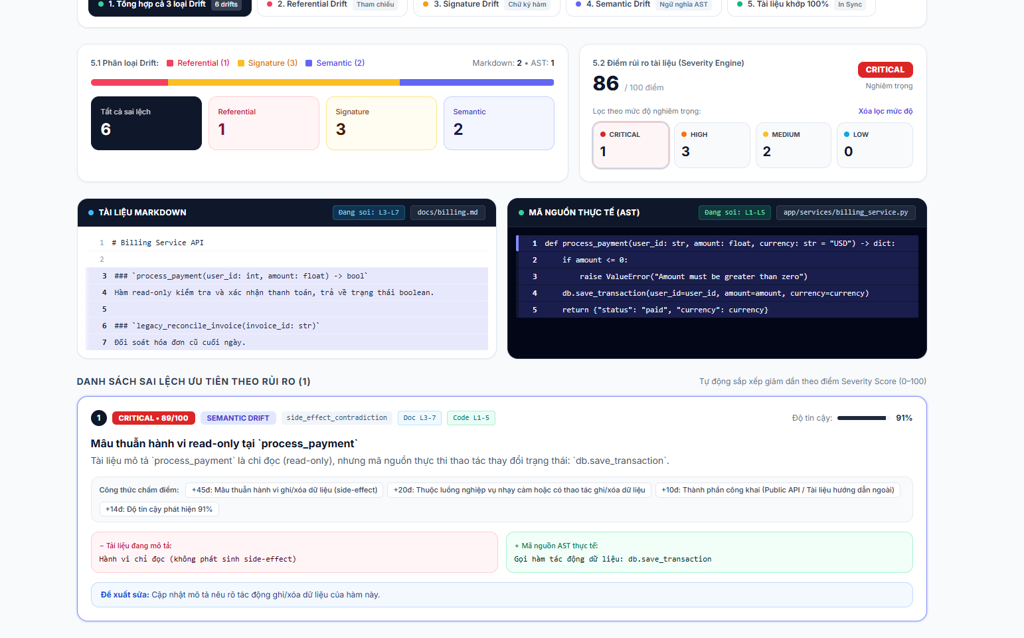 1. Tổng hợp cả 3 loại Drift 6 drifts 2. Referential Drift Tham chiếu 3. Signature Drift Chữ ký hàm 4. Semantic Drift Ngữ nghĩa AST 5. Tài liệu khớp 100% In Sync
5.1 Phân loại Drift: Referential (1) Signature (3) Semantic (2) Markdown: 2 • AST: 1
Tất cả sai lệch
6
Referential
1
Signature
3
Semantic
2
5.2 Điểm rủi ro tài liệu (Severity Engine)
86 / 100 điểm
CRITICAL
Nghiêm trọng
Lọc theo mức độ nghiêm trọng: Xóa lọc mức độ
CRITICAL
1
HIGH
3
MEDIUM
2
LOW
0
TÀI LIỆU MARKDOWN Đang soi: L3-L7 docs/billing.md
1 # Billing Service API
2
3 ### `process_payment(user_id: int, amount: float) -> bool`
4 Hàm read-only kiểm tra và xác nhận thanh toán, trả về trạng thái boolean.
5
6 ### `legacy_reconcile_invoice(invoice_id: str)`
7 Đối soát hóa đơn cũ cuối ngày.
MÃ NGUỒN THỰC TẾ (AST) Đang soi: L1-L5 app/services/billing_service.py
1 def process_payment(user_id: str, amount: float, currency: str = "USD") -> dict:
2 if amount <= 0:
3 raise ValueError("Amount must be greater than zero")
4 db.save_transaction(user_id=user_id, amount=amount, currency=currency)
5 return {"status": "paid", "currency": currency}
DANH SÁCH SAI LỆCH ƯU TIÊN THEO RỦI RO (1) Tự động sắp xếp giảm dần theo điểm Severity Score (0-100)
1 CRITICAL • 89/100 SEMANTIC DRIFT side_effect_contradiction Doc L3-7 Code L1-5 Độ tin cậy: 91%
Mâu thuẫn hành vi read-only tại `process_payment`
Tài liệu mô tả `process_payment` là chỉ đọc (read-only), nhưng mã nguồn thực thi thao tác thay đổi trạng thái: `db.save_transaction`.
Công thức chấm điểm: +45đ: Mâu thuẫn hành vi ghi/xóa dữ liệu (side-effect) +20đ: Thuộc luồng nghiệp vụ nhạy cảm hoặc có thao tác ghi/xóa dữ liệu +10đ: Thành phần công khai (Public API / Tài liệu hướng dẫn ngoài)
+14đ: Độ tin cậy phát hiện 91%
− Tài liệu đang mô tả:
Hành vi chỉ đọc (không phát sinh side-effect)
+ Mã nguồn AST thực tế:
Gọi hàm tác động dữ liệu: db.save_transaction
Đề xuất sửa: Cập nhật mô tả nêu rõ tác động ghi/xóa dữ liệu của hàm này.